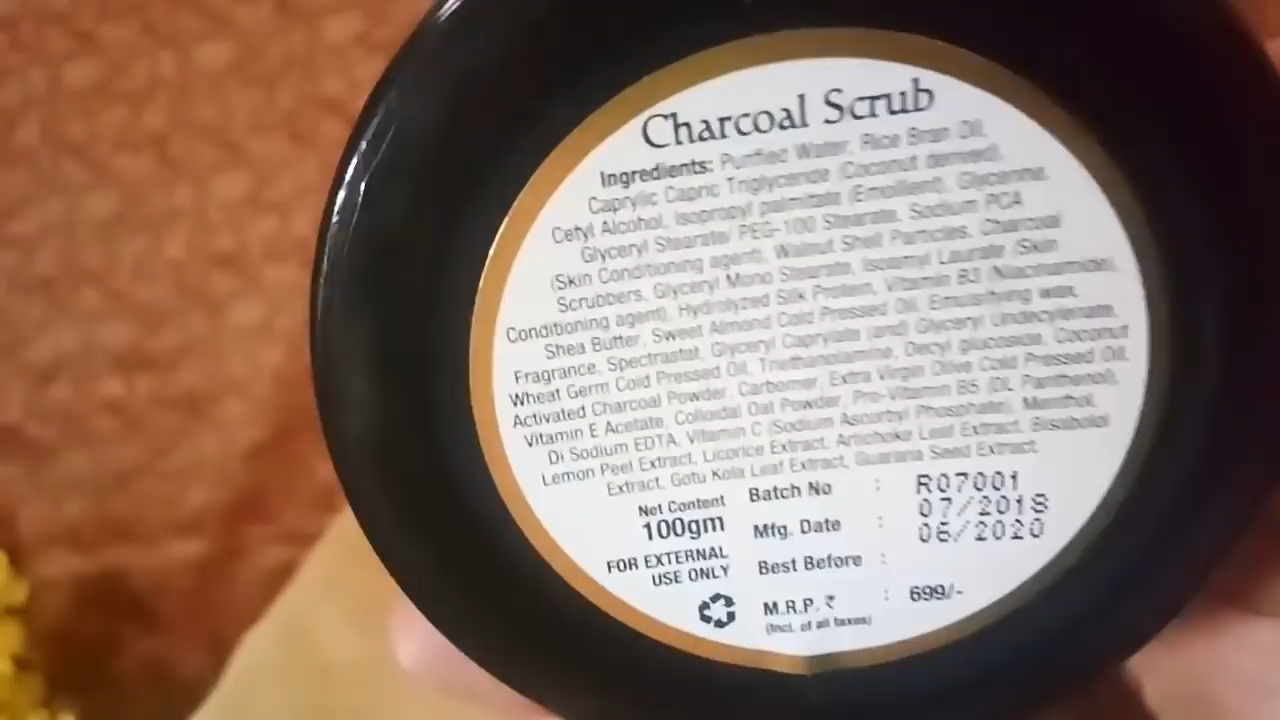 Charcoal Scrub
Ingredients: Purified Water, Rice Bran Oil,
Caprylic Capric Triglyceride (Coconut derived),
Cetyl Alcohol, Isopropyl palmitate (Emollient), Glycerine,
Glyceryl Stearate/ PEG-100 Stearate, Sodium PCA
(Skin Conditioning agent), Walnut Shell Particles, Charcoal
Scrubbers, Glyceryl Mono Stearate, Isoamyl Laurate (Skin
Conditioning agent), Hydrolyzed Silk Protein, Vitamin B3 (Niacinamide),
Shea Butter, Sweet Almond Cold Pressed Oil, Emulsifying wax,
Fragrance, Spectrastat, Glyceryl Caprylate (and) Glyceryl Undecylenate,
Wheat Germ Cold Pressed Oil, Triethanolamine, Decyl glucoside, Coconut
Activated Charcoal Powder, Carbomer, Extra Virgin Olive Cold Pressed Oil,
Vitamin E Acetate, Colloidal Oat Powder, Pro-Vitamin B5 (DL Panthenol),
Di Sodium EDTA, Vitamin C (Sodium Ascorbyl Phosphate), Menthol,
Lemon Peel Extract, Licorice Extract, Artichoke Leaf Extract, Bisabolol
Extract, Gotu Kola Leaf Extract, Guarana Seed Extract.
Net Content
100gm
FOR EXTERNAL
USE ONLY
Batch No : R07001
Mfg. Date : 07/2018
Best Before : 06/2020
M.R.P. ₹ : 699/-
(Incl. of all taxes)